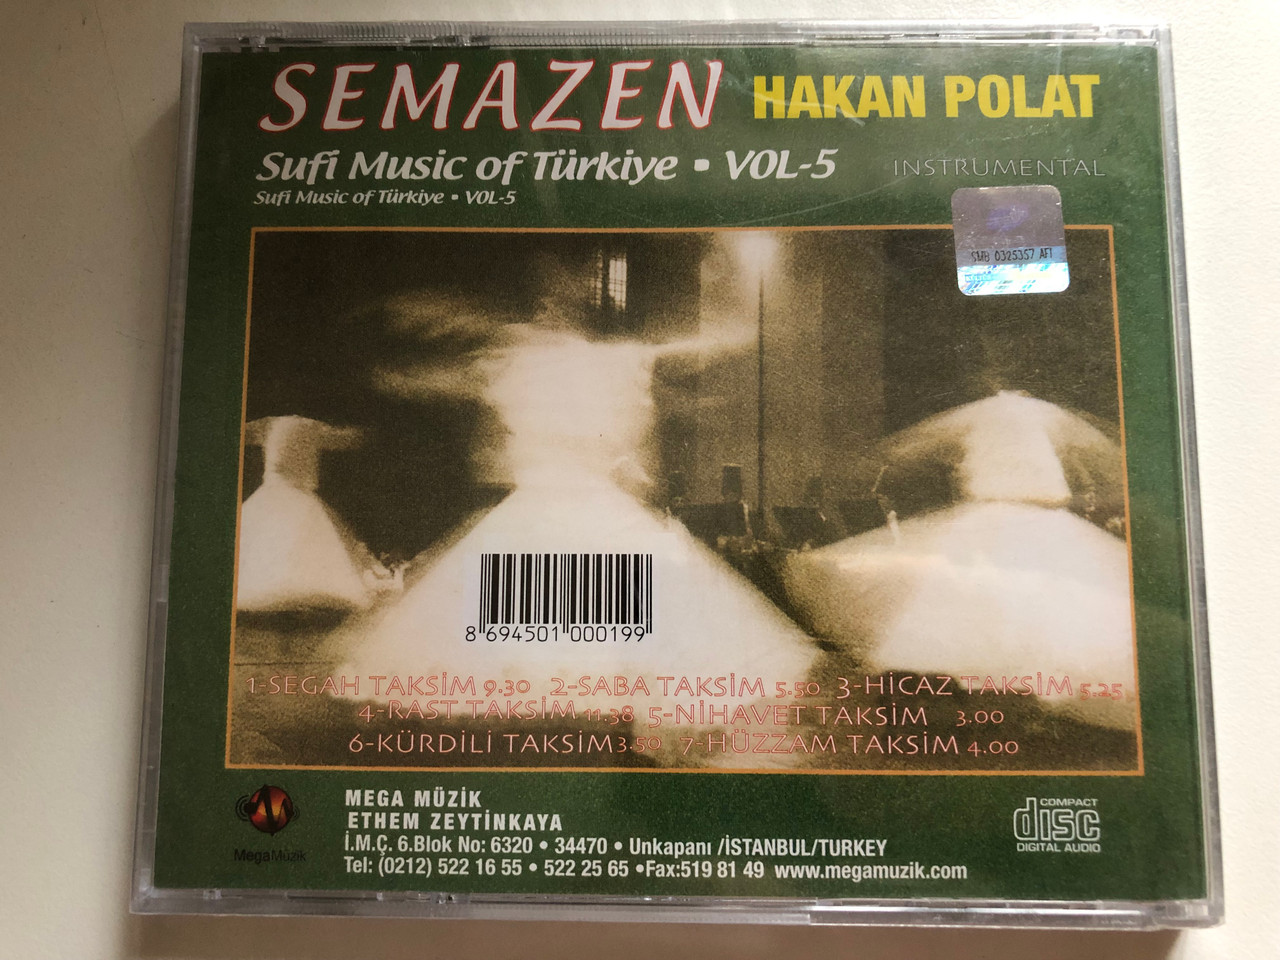 SEMAZEN HAKAN POLAT
Sufi Music of Türkiye ▪ VOL-5 INSTRUMENTAL
Sufi Music of Türkiye ▪ VOL-5
SMB 0325357 AFT
8 694501 000199
1-SEGAH TAKSİM 9.30 2-SABA TAKSİM 5.50 3-HİCAZ TAKSİM 5.25
4-RAST TAKSİM 11.38 5-NİHAVET TAKSİM 3.00
6-KÜRDİLİ TAKSİM 3.50 7-HÜZZAM TAKSİM 4.00
MegaMüzik
MEGA MÜZİK
ETHEM ZEYTİNKAYA
İ.M.Ç. 6.Blok No: 6320 • 34470 • Unkapanı /İSTANBUL/TURKEY
Tel: (0212) 522 16 55 • 522 25 65 •Fax:519 81 49 www.megamuzik.com
COMPACT
disc
DIGITAL AUDIO